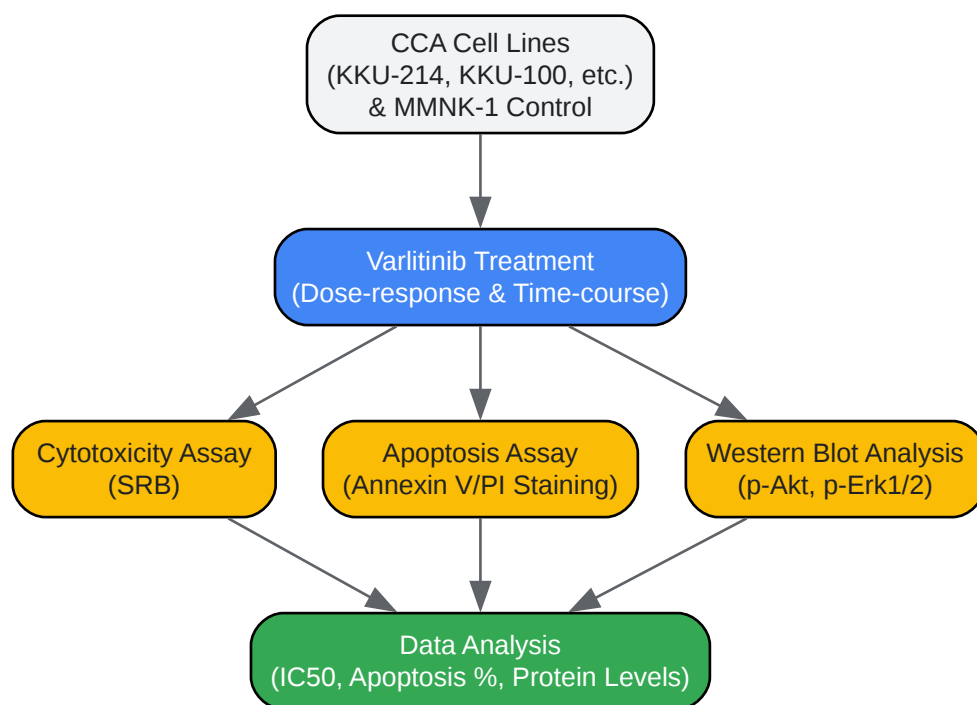 CCA Cell Lines
(KKU-214, KKU-100, etc.)
& MMNK-1 Control
Varlitinib Treatment
(Dose-response & Time-course)
Cytotoxicity Assay
(SRB)
Apoptosis Assay
(Annexin V/PI Staining)
Western Blot Analysis
(p-Akt, p-Erk1/2)
Data Analysis
(IC50, Apoptosis %, Protein Levels)